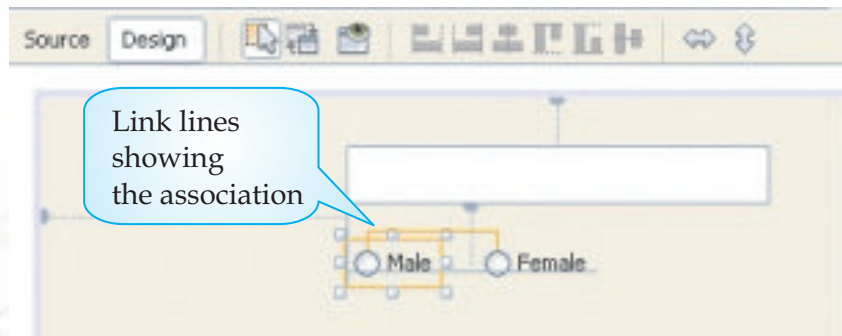 Source Design
Link lines
showing
the association
Male Female